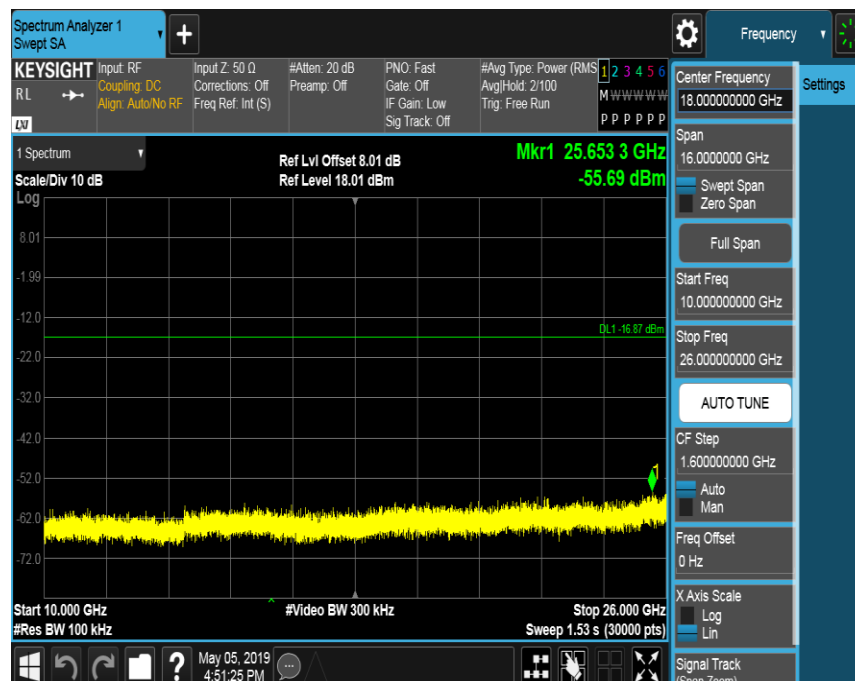 Spectrum Analyzer 1
Swept SA
+
Frequency
KEYSIGHT
RL
LXI
Input: RF
Coupling: DC
Align: Auto/No RF
Input Z: 50 Ω
Corrections: Off
Freq Ref: Int (S)
#Atten: 20 dB
Preamp: Off
PNO: Fast
Gate: Off
IF Gain: Low
Sig Track: Off
#Avg Type: Power (RMS
Avg|Hold: 2/100
Trig: Free Run
1 2 3 4 5 6
M W W W W W
P P P P P P
Settings
Center Frequency
18.00000000 GHz
Span
16.0000000 GHz
Swept Span
Zero Span
Full Span
Start Freq
10.000000000 GHz
Stop Freq
26.000000000 GHz
AUTO TUNE
CF Step
1.600000000 GHz
Auto
Man
Freq Offset
0 Hz
X Axis Scale
Log
Lin
Signal Track
(Span Zoom)
1 Spectrum
Scale/Div 10 dB
Ref Lvl Offset 8.01 dB
Ref Level 18.01 dBm
Mkr1 25.653 3 GHz
-55.69 dBm
Log
8.01
-1.99
-12.0
DL1 -16.87 dBm
-22.0
-32.0
-42.0
-52.0
1
-62.0
-72.0
Start 10.000 GHz
#Video BW 300 kHz
Stop 26.000 GHz
#Res BW 100 kHz
Sweep 1.53 s (30000 pts)
?
May 05, 2019
4:51:25 PM